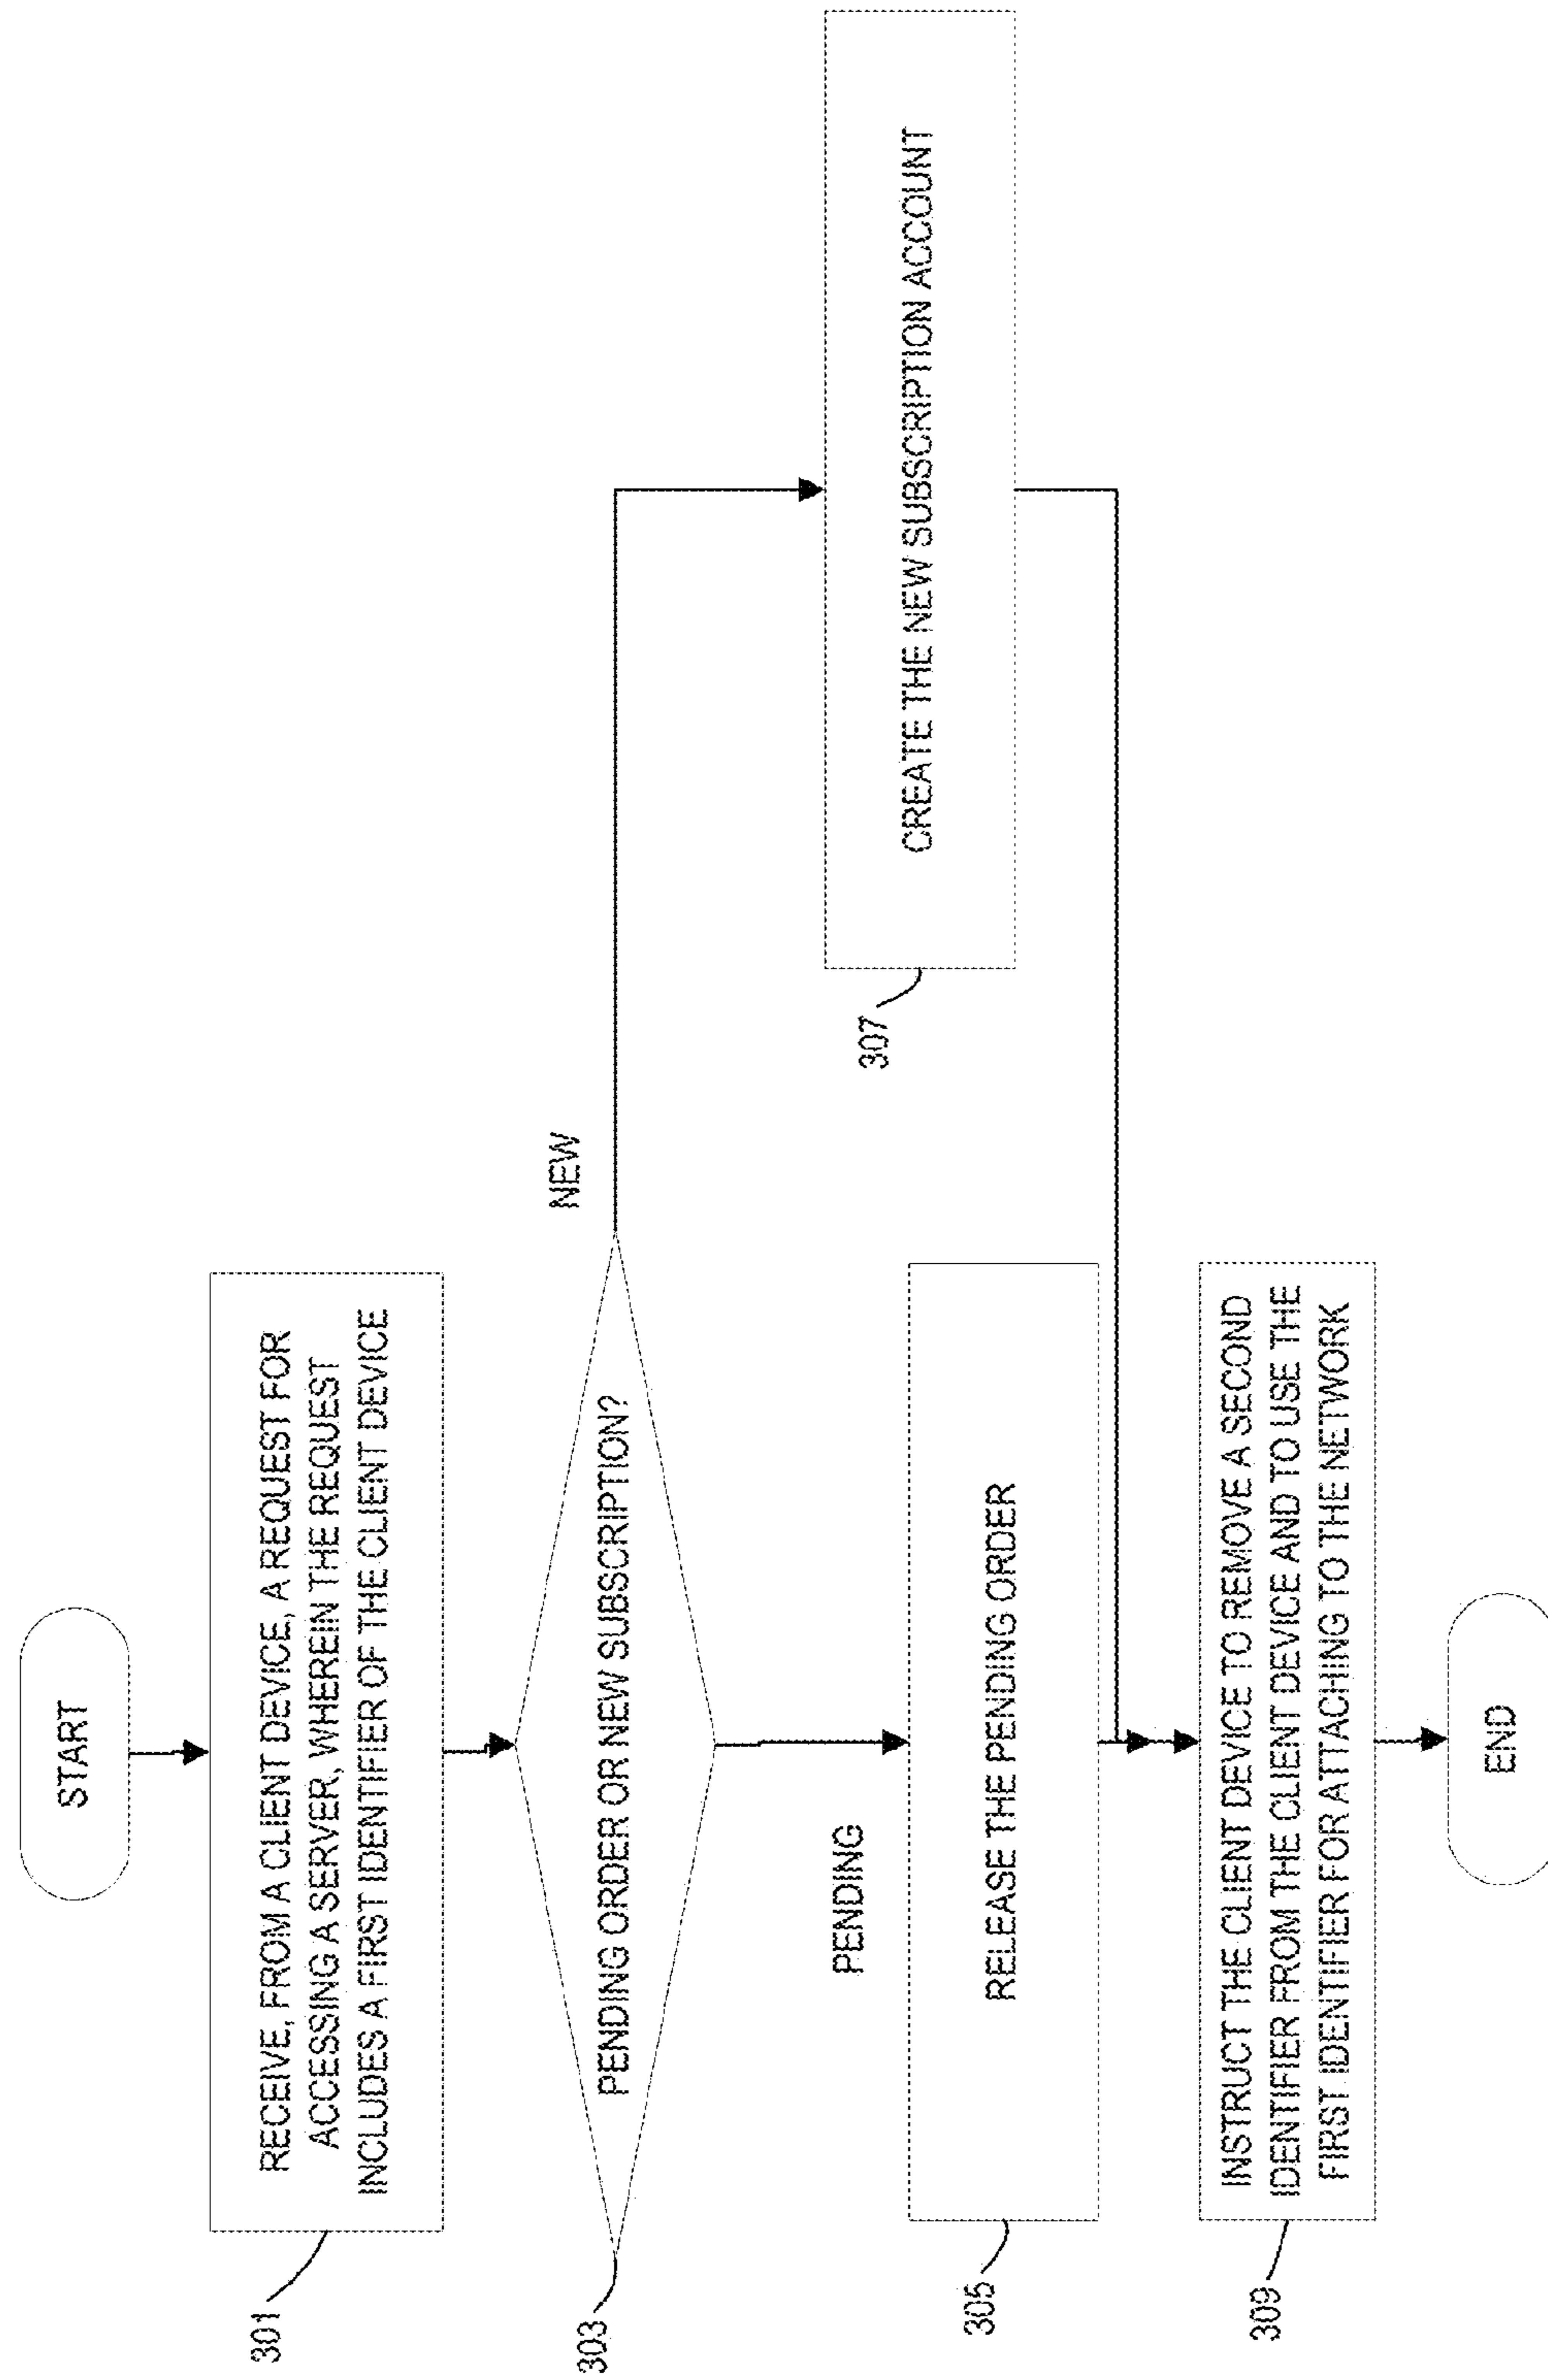 START
301
RECEIVE, FROM A CLIENT DEVICE, A REQUEST FOR
ACCESSING A SERVER, WHEREIN THE REQUEST
INCLUDES A FIRST IDENTIFIER OF THE CLIENT DEVICE
303
PENDING ORDER OR NEW SUBSCRIPTION?
NEW
PENDING
305
RELEASE THE PENDING ORDER
307
CREATE THE NEW SUBSCRIPTION ACCOUNT
309
INSTRUCT THE CLIENT DEVICE TO REMOVE A SECOND
IDENTIFIER FROM THE CLIENT DEVICE AND TO USE THE
FIRST IDENTIFIER FOR ATTACHING TO THE NETWORK
END